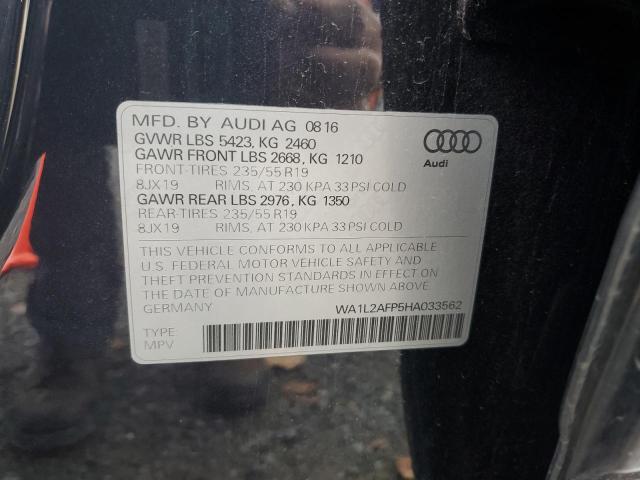 MFD. BY AUDI AG 08 16
GVWR LBS 5423, KG 2460
GAWR FRONT LBS 2668, KG 1210
FRONT-TIRES 235/55 R19
8JX19 RIMS, AT 230 KPA 33 PSI COLD
GAWR REAR LBS 2976, KG 1350
REAR-TIRES 235/55 R19
8JX19 RIMS, AT 230 KPA 33 PSI COLD
Audi
THIS VEHICLE CONFORMS TO ALL APPLICABLE
U.S. FEDERAL MOTOR VEHICLE SAFETY AND
THEFT PREVENTION STANDARDS IN EFFECT ON
THE DATE OF MANUFACTURE SHOWN ABOVE.
GERMANY WA1L2AFP5HA033562
TYPE:
MPV